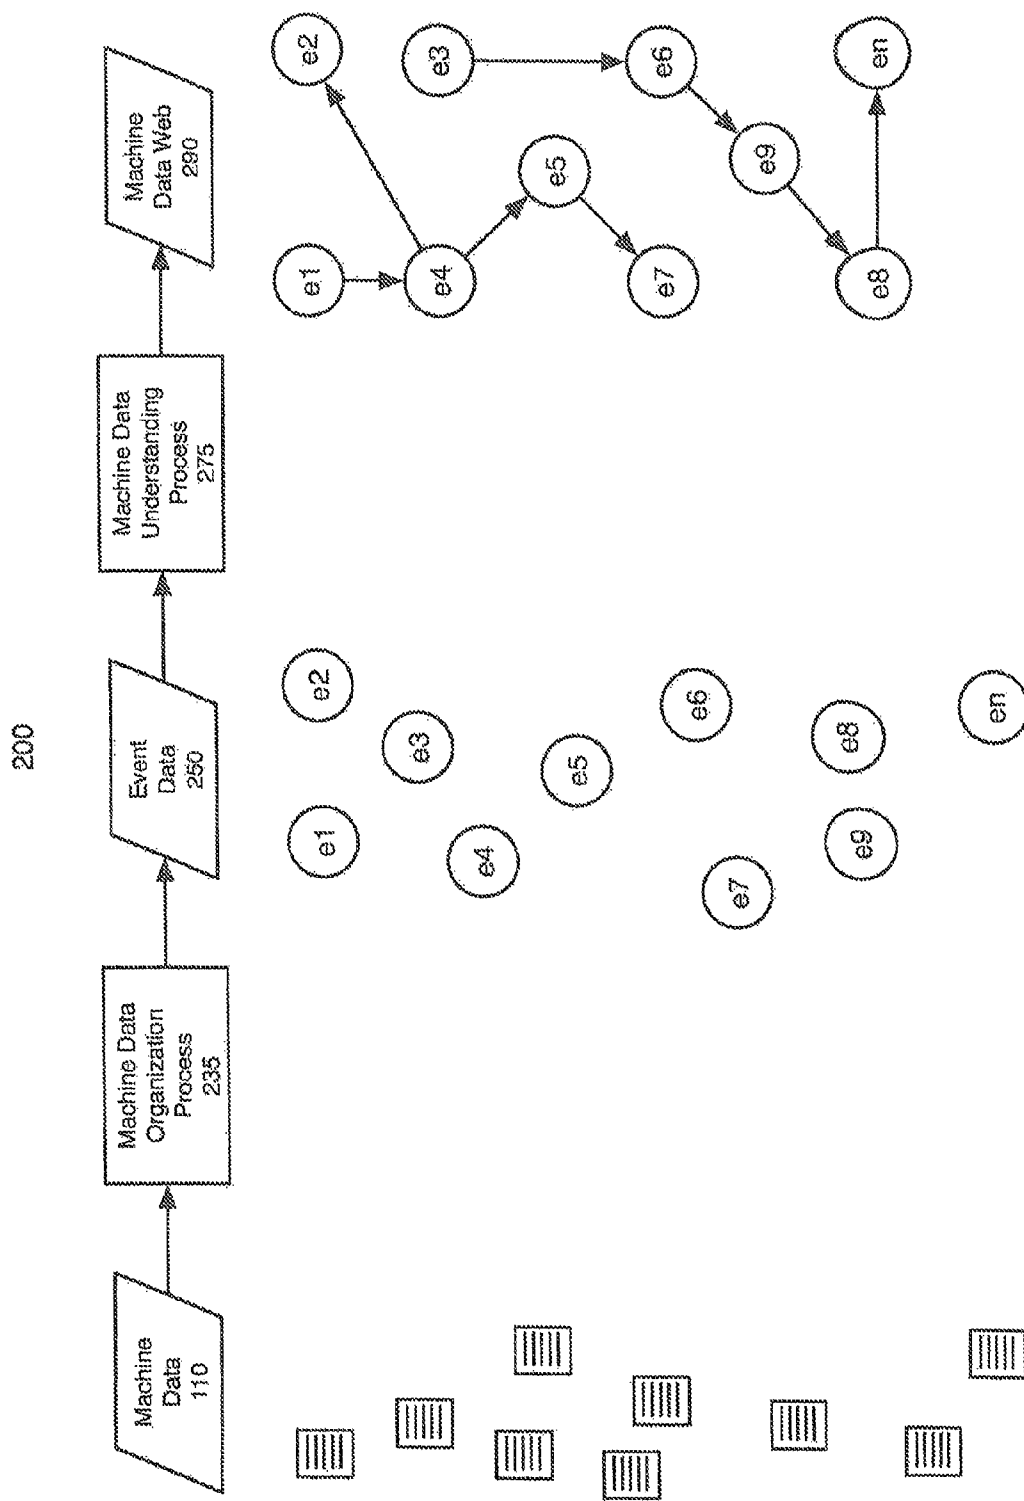 200
Machine
Data
110
Machine Data
Organization
Process
235
Event
Data
250
Machine Data
Understanding
Process
275
Machine
Data Web
290
e1
e2
e3
e4
e5
e6
e7
e8
e9
en
e1
e2
e3
e4
e5
e6
e7
e9
e8
en